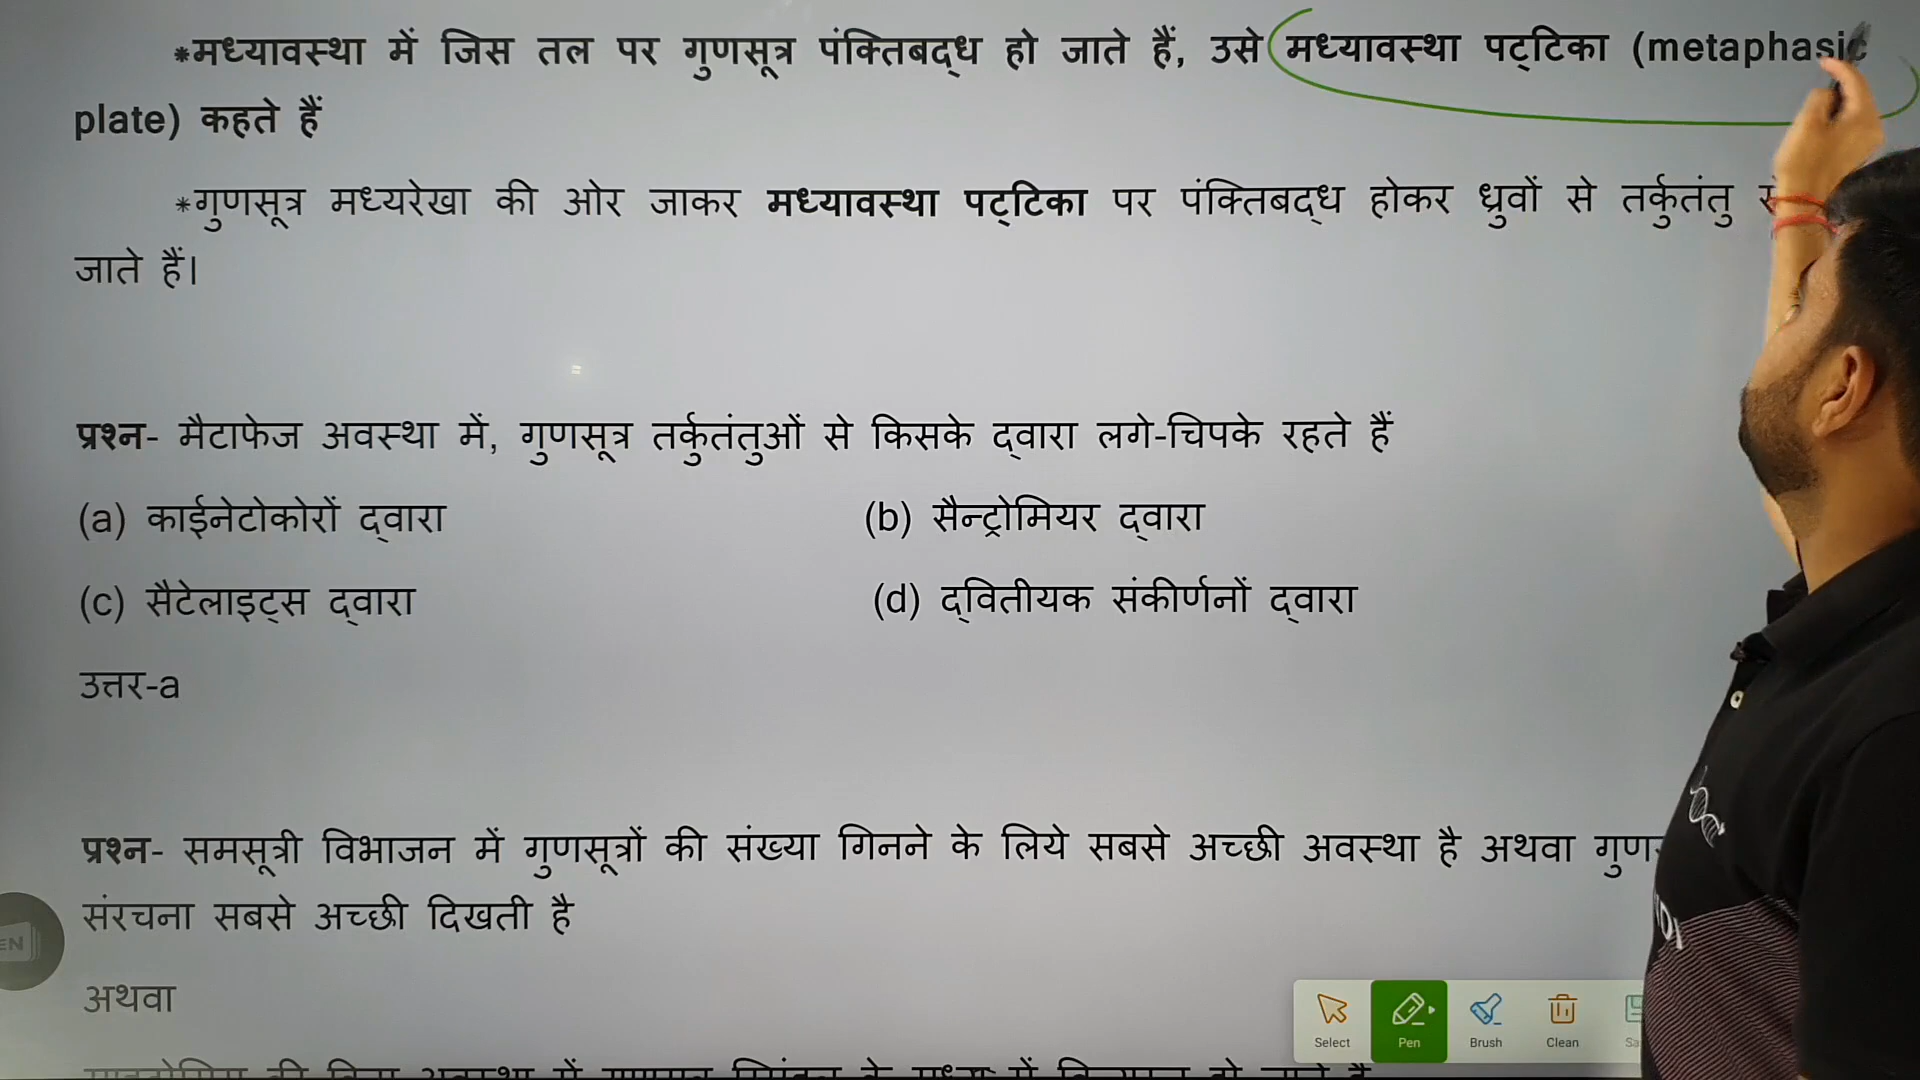 *मध्यावस्था में जिस तल पर गुणसूत्र पंक्तिबद्ध हो जाते हैं, उसे मध्यावस्था पट्टिका (metaphasic
plate) कहते हैं
*गुणसूत्र मध्यरेखा की ओर जाकर मध्यावस्था पट्टिका पर पंक्तिबद्ध होकर ध्रुवों से तर्कुतंतु
जाते हैं।
प्रश्न- मैटाफेज अवस्था में, गुणसूत्र तर्कुतंतुओं से किसके द्वारा लगे-चिपके रहते हैं
(a) काईनेटोकोरों द्वारा (b) सैन्ट्रोमियर द्वारा
(c) सैटेलाइट्स द्वारा (d) द्वितीयक संकीर्णनों द्वारा
उत्तर-a
प्रश्न- समसूत्री विभाजन में गुणसूत्रों की संख्या गिनने के लिये सबसे अच्छी अवस्था है अथवा
संरचना सबसे अच्छी दिखती है
EN
अथवा
Select Pen Brush Clean